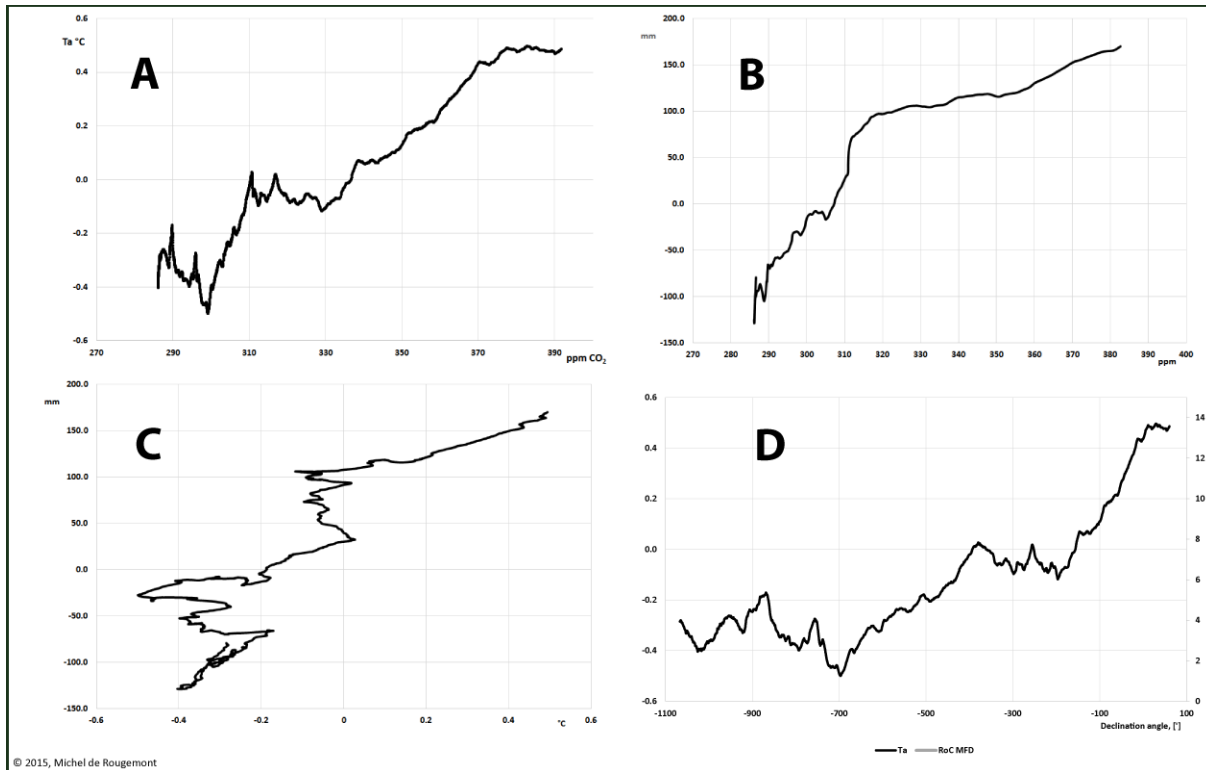 0.6
Ta °C
A
0.4
0.2
0.0
-0.2
-0.4
-0.6
270 290 310 330 350 370 390
ppm CO₂
200.0
mm
B
150.0
100.0
50.0
0.0
-50.0
-100.0
-150.0
270 280 290 300 310 320 330 340 350 360 370 380 390 400
ppm
200.0
mm
C
150.0
100.0
50.0
0.0
-50.0
-100.0
-150.0
-0.6 -0.4 -0.2 0 0.2 0.4 0.6
°C
0.6
D
0.4
0.2
0.0
-0.2
-0.4
-0.6
14
12
10
8
6
4
2
0
-1100 -900 -700 -500 -300 -100 100
Declination angle, [']
Ta RoC MFD
© 2015, Michel de Rougemont